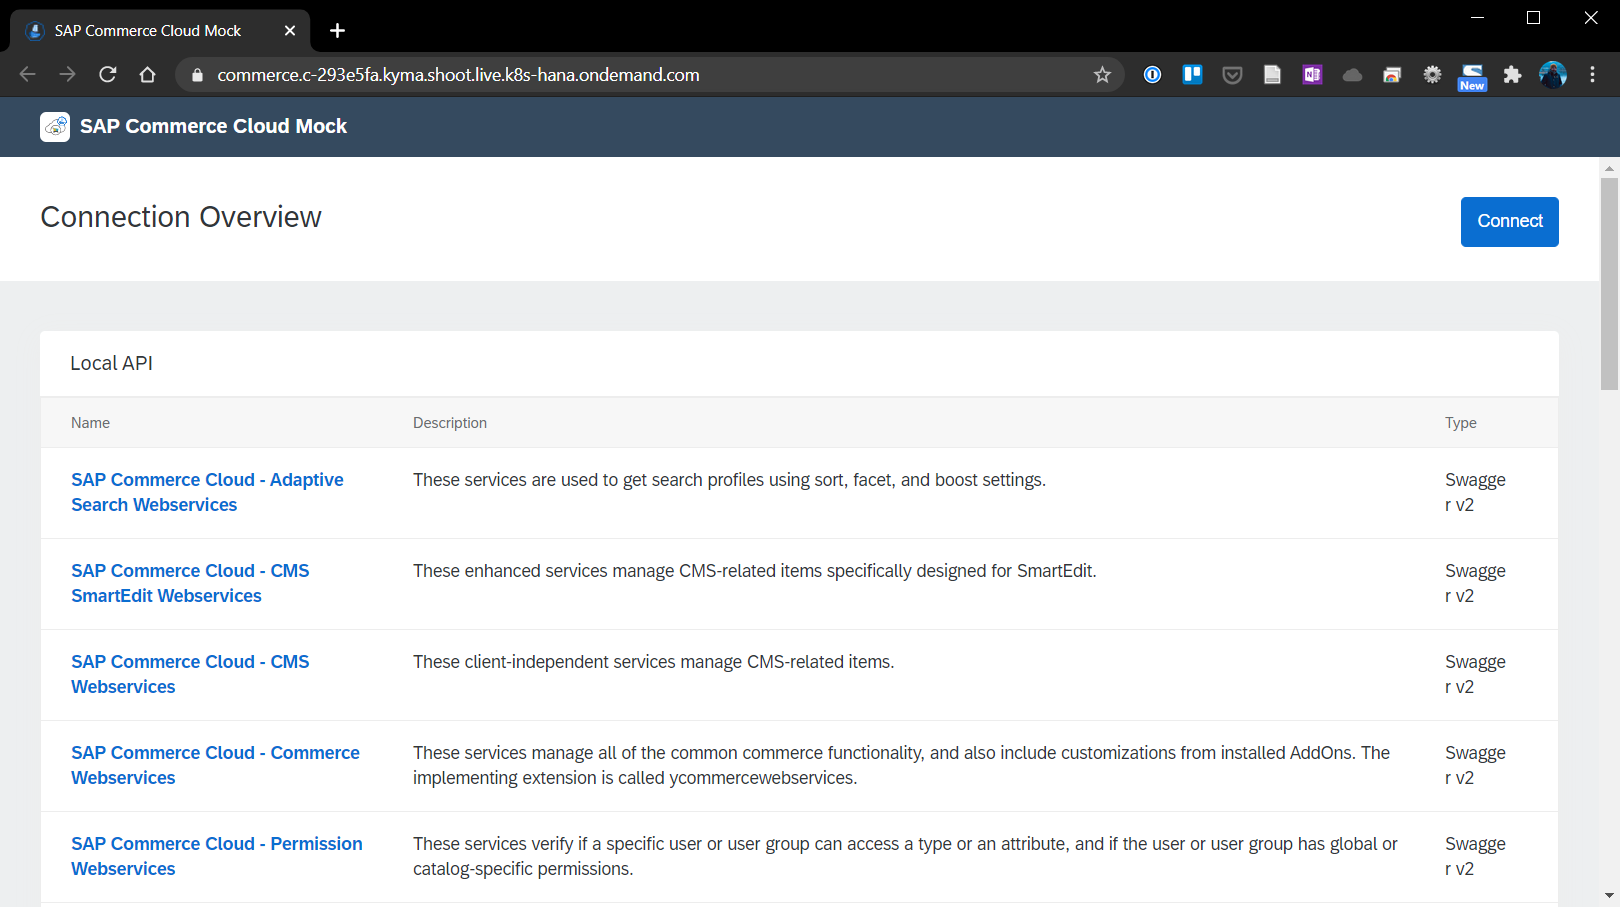 SAP Commerce Cloud Mock
commerce.c-293e5fa.kyma.shoot.live.k8s-hana.ondemand.com
New
SAP Commerce Cloud Mock
Connection Overview
Connect
Local API
Name Description Type
SAP Commerce Cloud - Adaptive These services are used to get search profiles using sort, facet, and boost settings. Swagge
Search Webservices r v2
SAP Commerce Cloud - CMS These enhanced services manage CMS-related items specifically designed for SmartEdit. Swagge
SmartEdit Webservices r v2
SAP Commerce Cloud - CMS These client-independent services manage CMS-related items. Swagge
Webservices r v2
SAP Commerce Cloud - Commerce These services manage all of the common commerce functionality, and also include customizations from installed AddOns. The Swagge
Webservices implementing extension is called ycommercewebservices. r v2
SAP Commerce Cloud - Permission These services verify if a specific user or user group can access a type or an attribute, and if the user or user group has global or Swagge
Webservices catalog-specific permissions. r v2